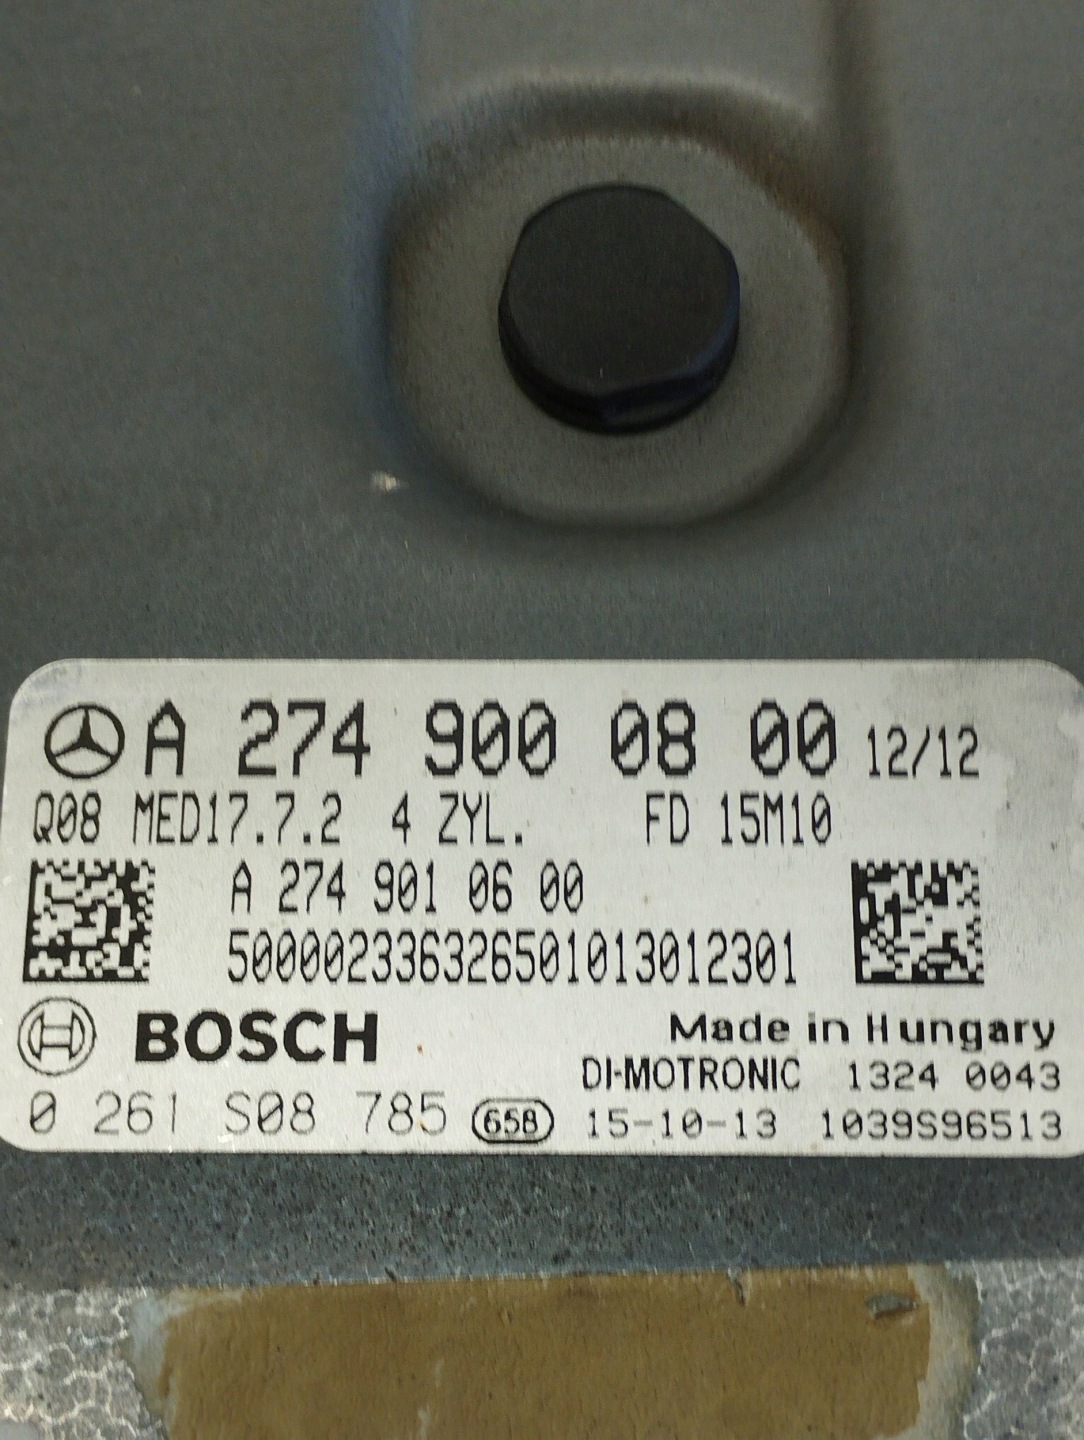 A 274 900 08 00 12/12
Q08 MED17.7.2 4 ZYL. FD 15M10
A 274 901 06 00
500002336326501013012301
BOSCH Made in Hungary
DI-MOTRONIC 1324 0043
0 261 S08 785 658 15-10-13 1039S96513